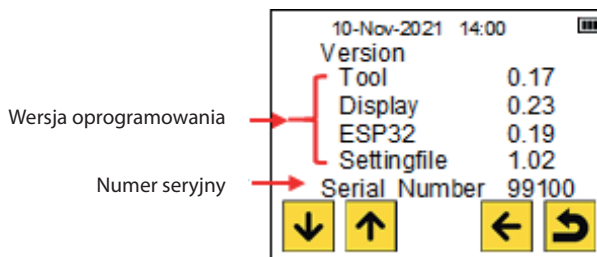 10-Nov-2021 14:00
Version
Tool 0.17
Display 0.23
Wersja oprogramowania
ESP32 0.19
Settingfile 1.02
Numer seryjny
Serial Number 99100